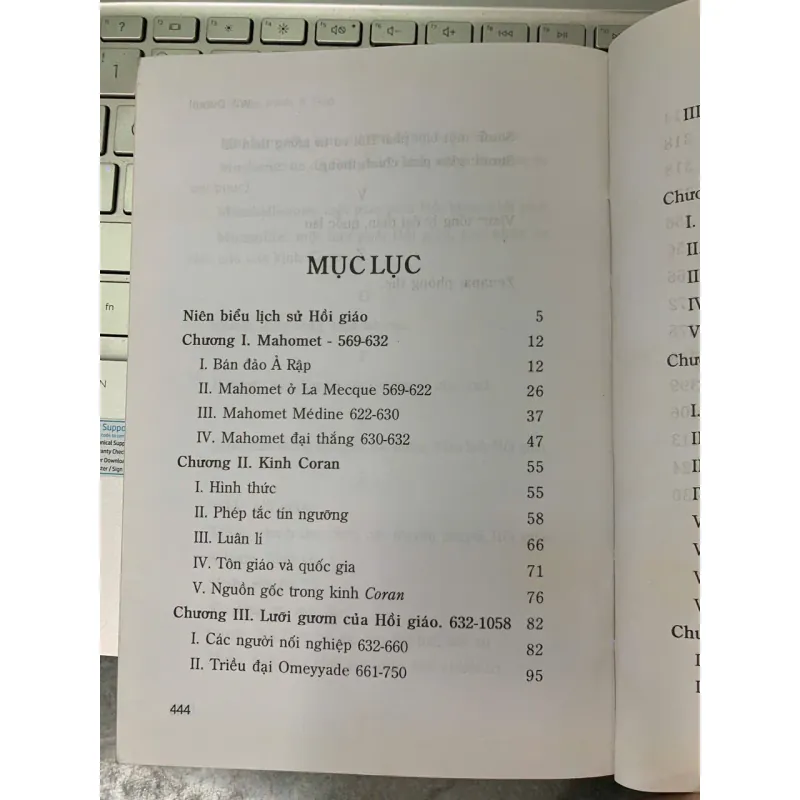 MỤC LỤC
Niên biểu lịch sử Hồi giáo 5
Chương I. Mahomet - 569-632 12
I. Bán đảo Ả Rập 12
II. Mahomet ở La Mecque 569-622 26
III. Mahomet Médine 622-630 37
IV. Mahomet đại thắng 630-632 47
Chương II. Kinh Coran 55
I. Hình thức 55
II. Phép tắc tín ngưỡng 58
III. Luân lí 66
IV. Tôn giáo và quốc gia 71
V. Nguồn gốc trong kinh Coran 76
Chương III. Lưỡi gươm của Hồi giáo. 632-1058 82
I. Các người nối nghiệp 632-660 82
II. Triều đại Omeyyade 661-750 95
444